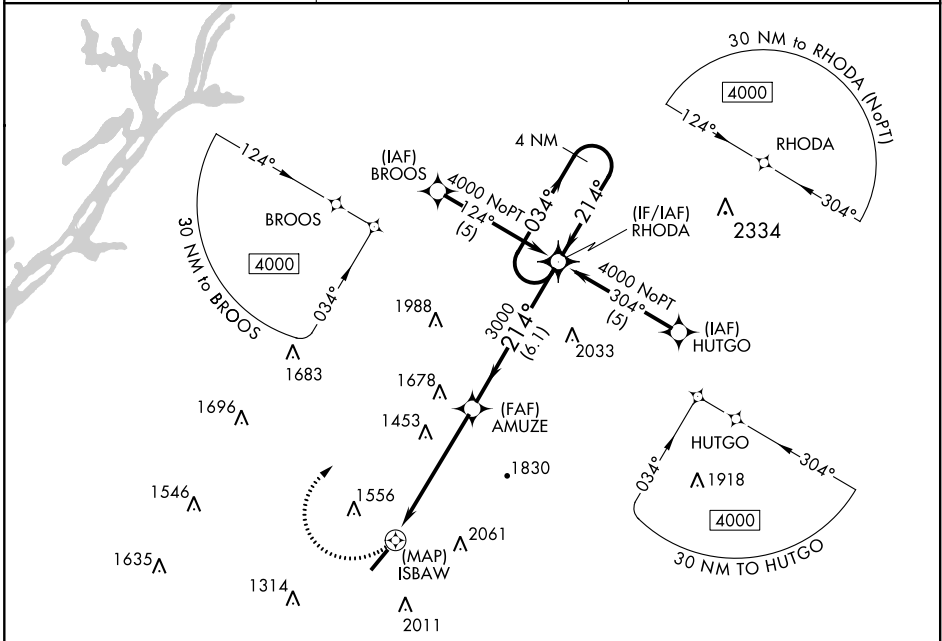 30 NM to RHODA (NoPT)
4000
124°
RHODA
304°
2334
4 NM
(IAF)
BROOS
4000 NoPT
124°
(5)
034°
214°
(IF/IAF)
RHODA
4000 NoPT
304°
(5)
(IAF)
HUTGO
124°
BROOS
4000
30 NM to BROOS
034°
1988
3000
214°
(6.1)
2033
1683
1678
(FAF)
AMUZE
1696
1453
1830
HUTGO
034°
304°
1918
4000
30 NM TO HUTGO
1546
1556
2061
(MAP)
ISBAW
1635
1314
2011